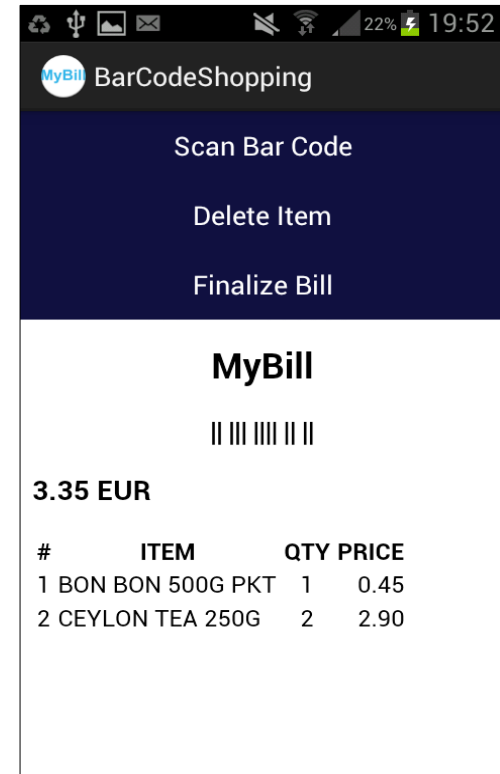 22% 19:52
MyBill BarCodeShopping
Scan Bar Code
Delete Item
Finalize Bill
MyBill
|| ||| |||| || ||
3.35 EUR
# ITEM QTY PRICE
1 BON BON 500G PKT 1 0.45
2 CEYLON TEA 250G 2 2.90